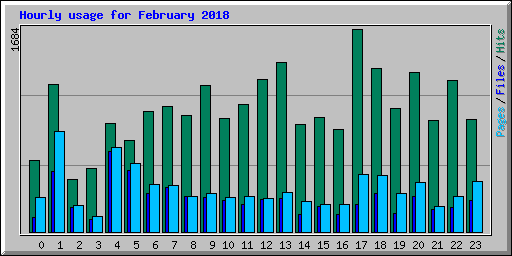 Hourly usage for February 2018
1684
Pages/Files/Hits
0 1 2 3 4 5 6 7 8 9 10 11 12 13 14 15 16 17 18 19 20 21 22 23